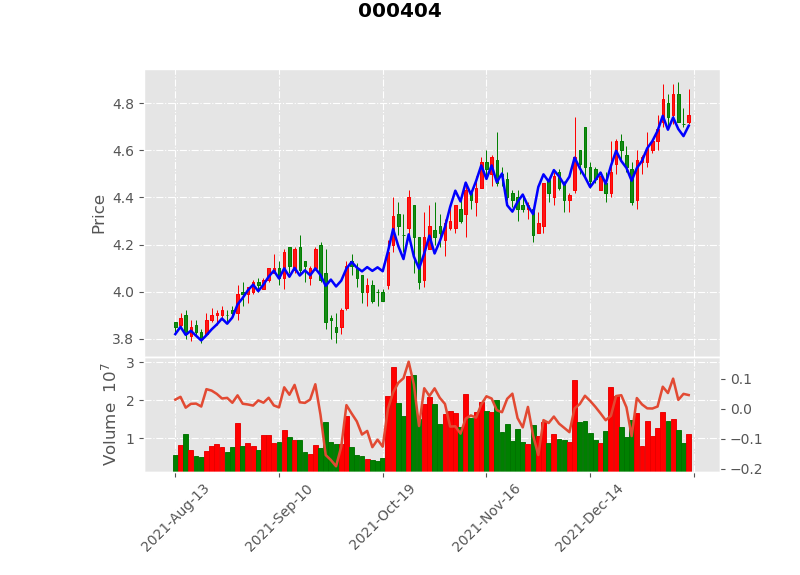 000404
Price
4.8
4.6
4.4
4.2
4.0
3.8
Volume 10^7
3
2
1
0.1
0.0
−0.1
−0.2
2021-Aug-13
2021-Sep-10
2021-Oct-19
2021-Nov-16
2021-Dec-14